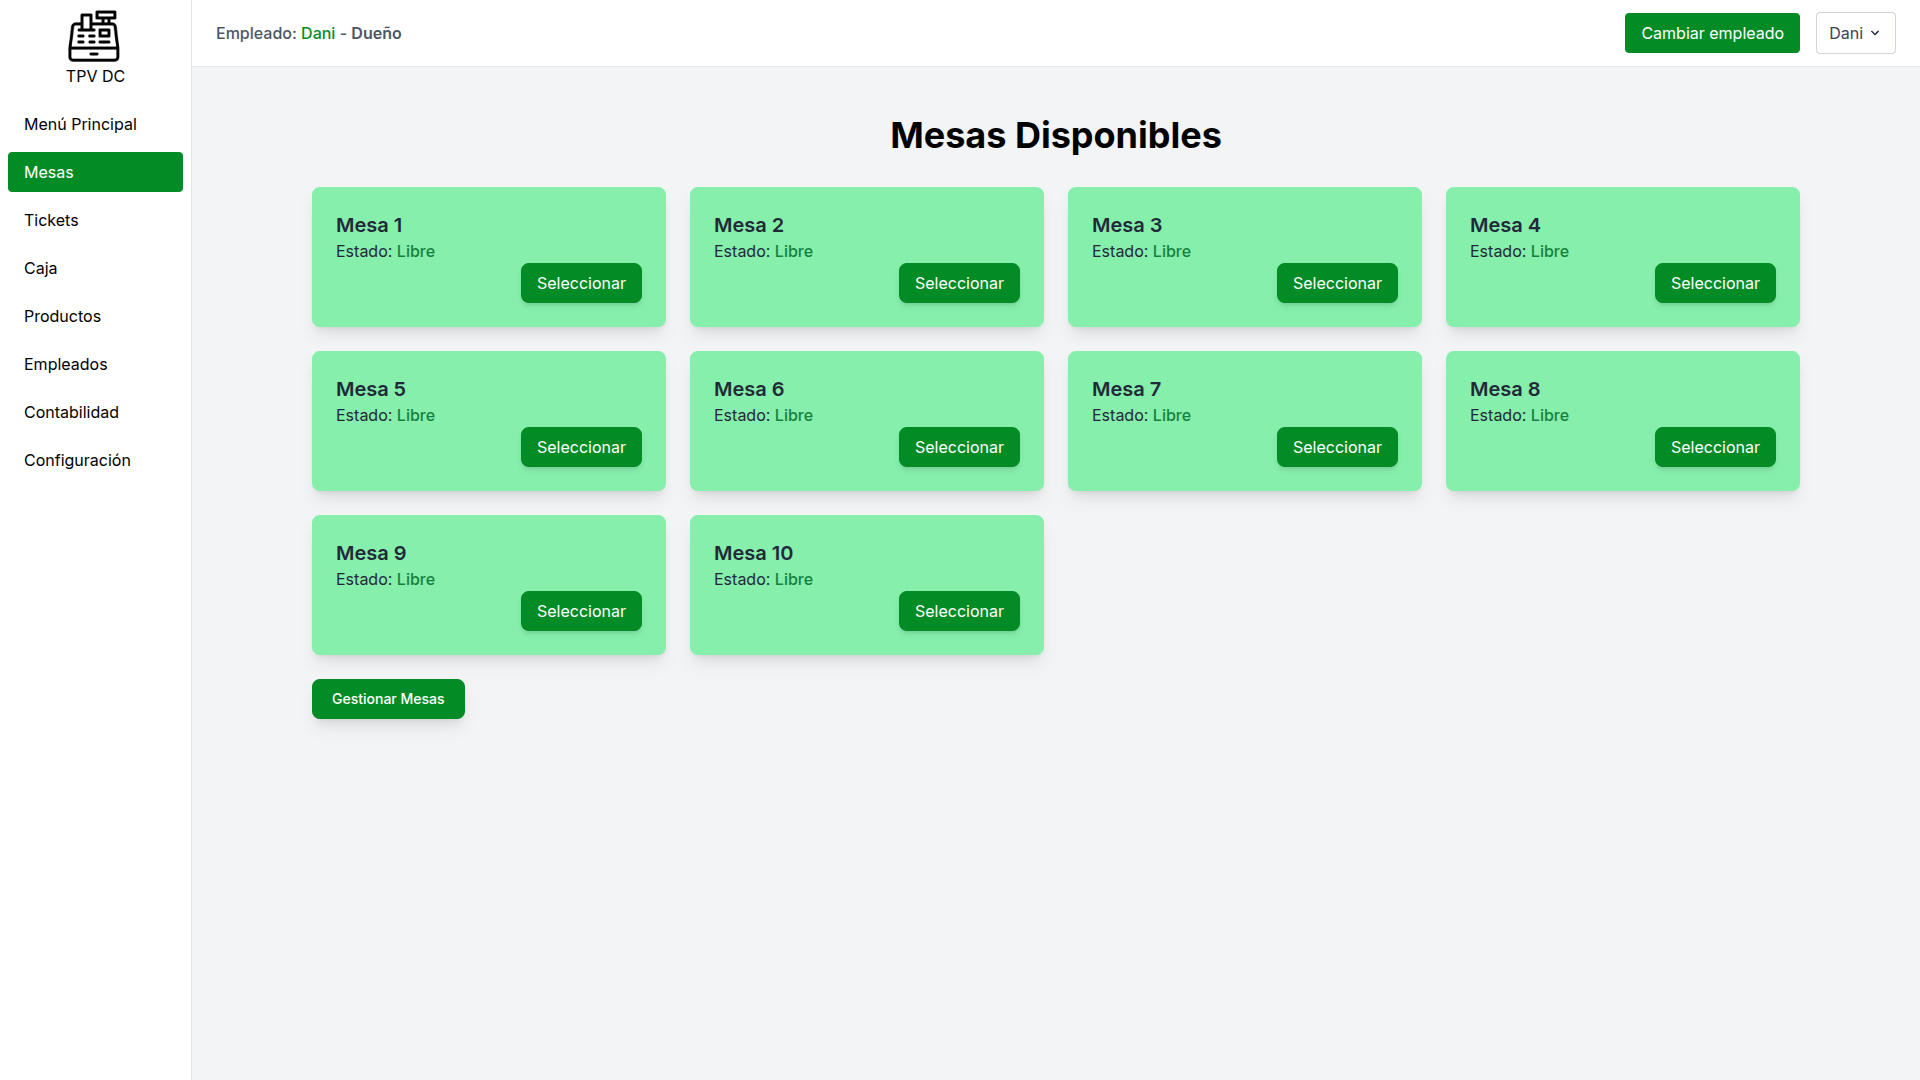 TPV DC
Menú Principal
Mesas
Tickets
Caja
Productos
Empleados
Contabilidad
Configuración
Empleado: Dani - Dueño
Cambiar empleado
Dani
Mesas Disponibles
Mesa 1
Estado: Libre
Seleccionar
Mesa 2
Estado: Libre
Seleccionar
Mesa 3
Estado: Libre
Seleccionar
Mesa 4
Estado: Libre
Seleccionar
Mesa 5
Estado: Libre
Seleccionar
Mesa 6
Estado: Libre
Seleccionar
Mesa 7
Estado: Libre
Seleccionar
Mesa 8
Estado: Libre
Seleccionar
Mesa 9
Estado: Libre
Seleccionar
Mesa 10
Estado: Libre
Seleccionar
Gestionar Mesas